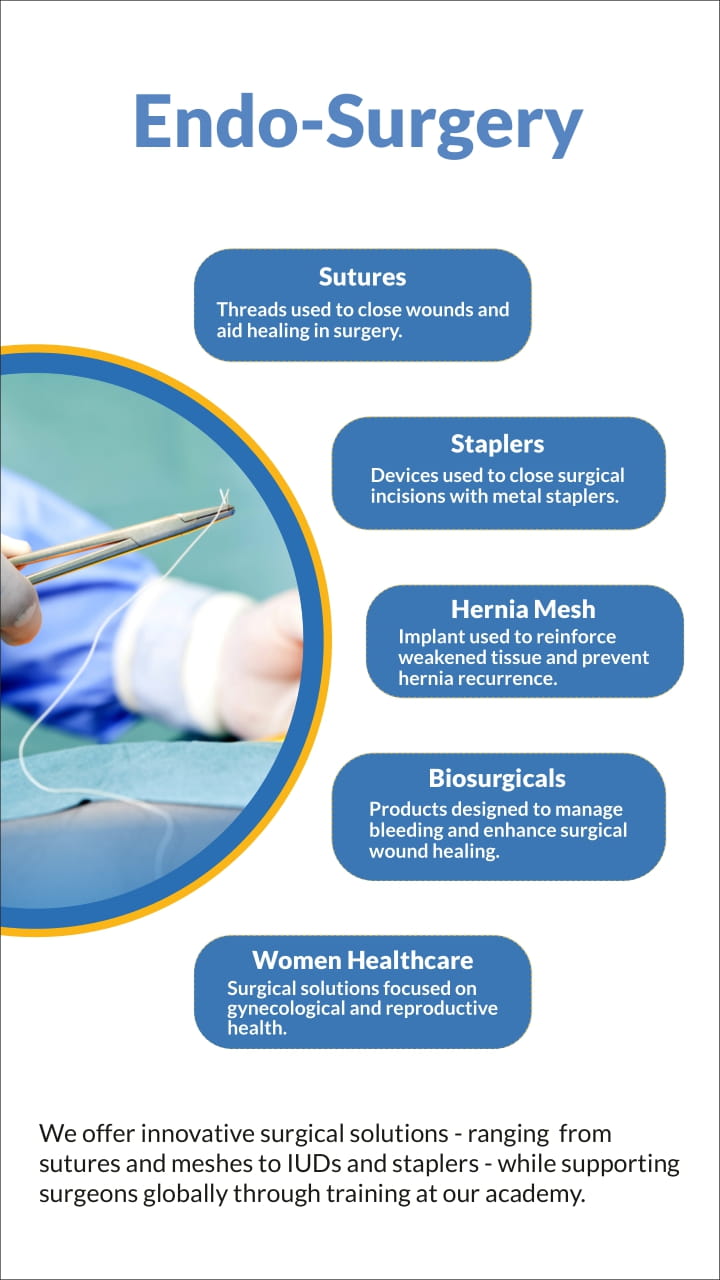 Endo-Surgery
Sutures
Threads used to close wounds and
aid healing in surgery.
Staplers
Devices used to close surgical
incisions with metal staplers.
Hernia Mesh
Implant used to reinforce
weakened tissue and prevent
hernia recurrence.
Biosurgicals
Products designed to manage
bleeding and enhance surgical
wound healing.
Women Healthcare
Surgical solutions focused on
gynecological and reproductive
health.
We offer innovative surgical solutions - ranging  from
sutures and meshes to IUDs and staplers - while supporting
surgeons globally through training at our academy.